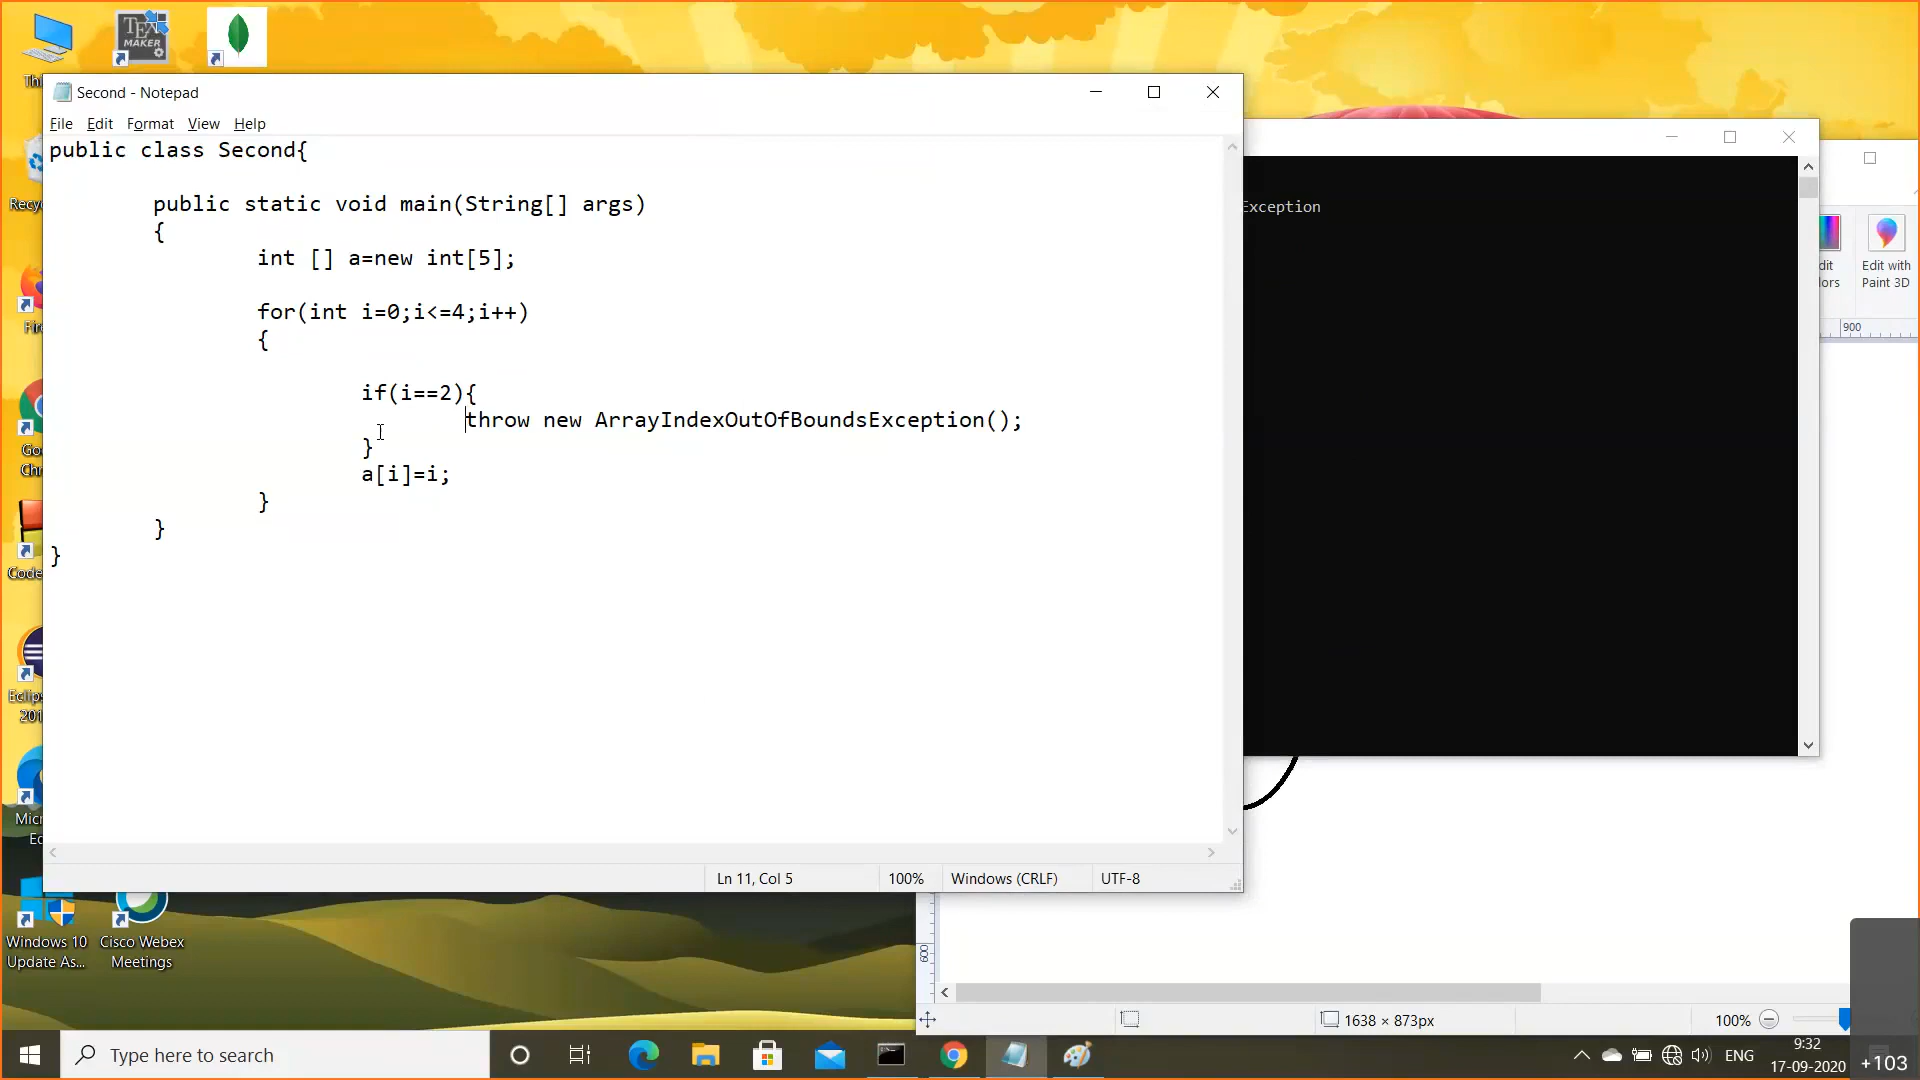 TEX
MAKER
Second - Notepad
File Edit Format View Help
public class Second{
public static void main(String[] args)
{
int [] a=new int[5];
for(int i=0;i<=4;i++)
{
if(i==2){
throw new ArrayIndexOutOfBoundsException();
}
a[i]=i;
}
}
}
Ln 11, Col 5
100%
Windows (CRLF)
UTF-8
Exception
Edit with
Paint 3D
900
600
1638 × 873px
100%
Windows 10
Update As...
Cisco Webex
Meetings
Type here to search
ENG
9:32
17-09-2020
+103